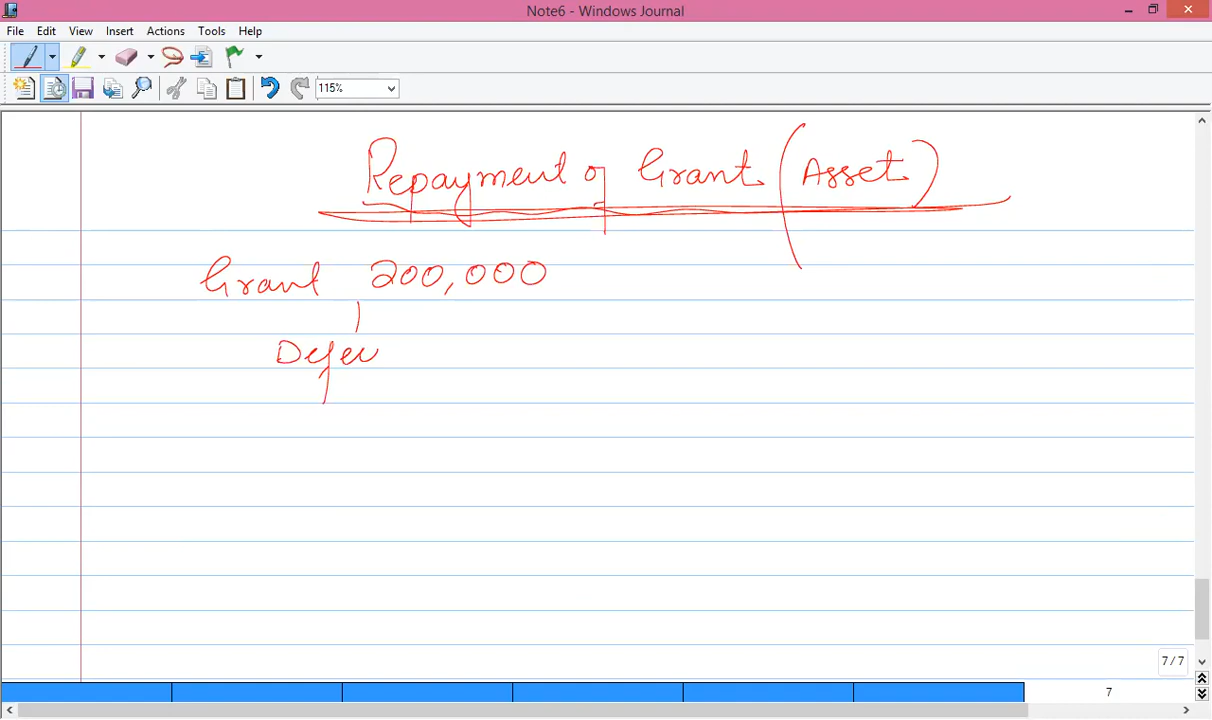 Note6 - Windows Journal
File Edit View Insert Actions Tools Help
115%
Repayment of Grant (Asset)
Grant 200,000
Defer
7 / 7
7